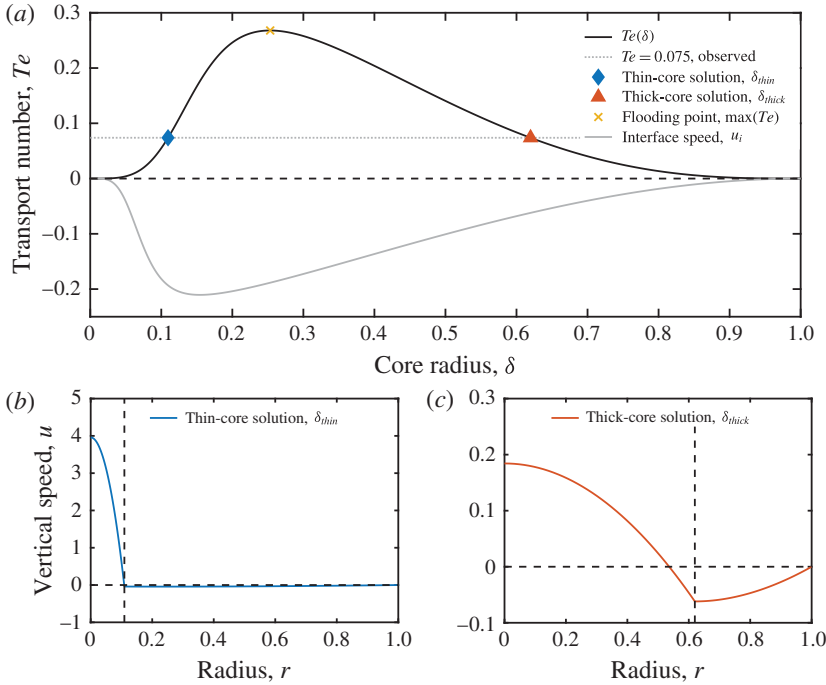 (a)
0.3
0.2
0.1
0
−0.1
−0.2
Transport number, Te
Te(δ)
Te = 0.075, observed
Thin-core solution, δthin
Thick-core solution, δthick
Flooding point, max(Te)
Interface speed, ui
0 0.1 0.2 0.3 0.4 0.5 0.6 0.7 0.8 0.9 1.0
Core radius, δ
(b)
5
4
3
2
1
0
−1
Vertical speed, u
Thin-core solution, δthin
0 0.2 0.4 0.6 0.8 1.0
Radius, r
(c)
0.3
0.2
0.1
0
−0.1
Thick-core solution, δthick
0 0.2 0.4 0.6 0.8 1.0
Radius, r